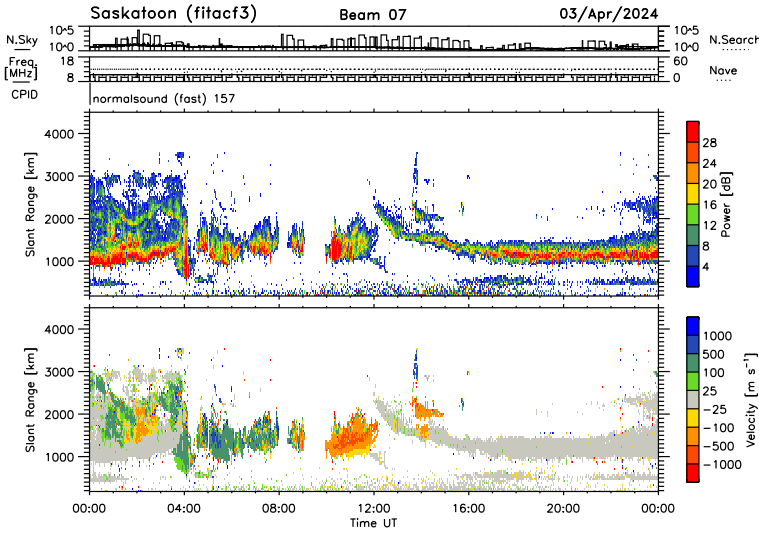 Saskatoon (fitacf3) Beam 07 03/Apr/2024
N.Sky 10^5 10^0 10^5 10^0 N.Search
Freq. [MHz] 18 8 60 0 Nave
CPID normalsound (fast) 157
Slant Range [km]
4000
3000
2000
1000
28
24
20
16
12
8
4
Power [dB]
Slant Range [km]
4000
3000
2000
1000
1000
500
100
25
−25
−100
−500
−1000
Velocity [m s⁻¹]
00:00 04:00 08:00 12:00 16:00 20:00 00:00
Time UT